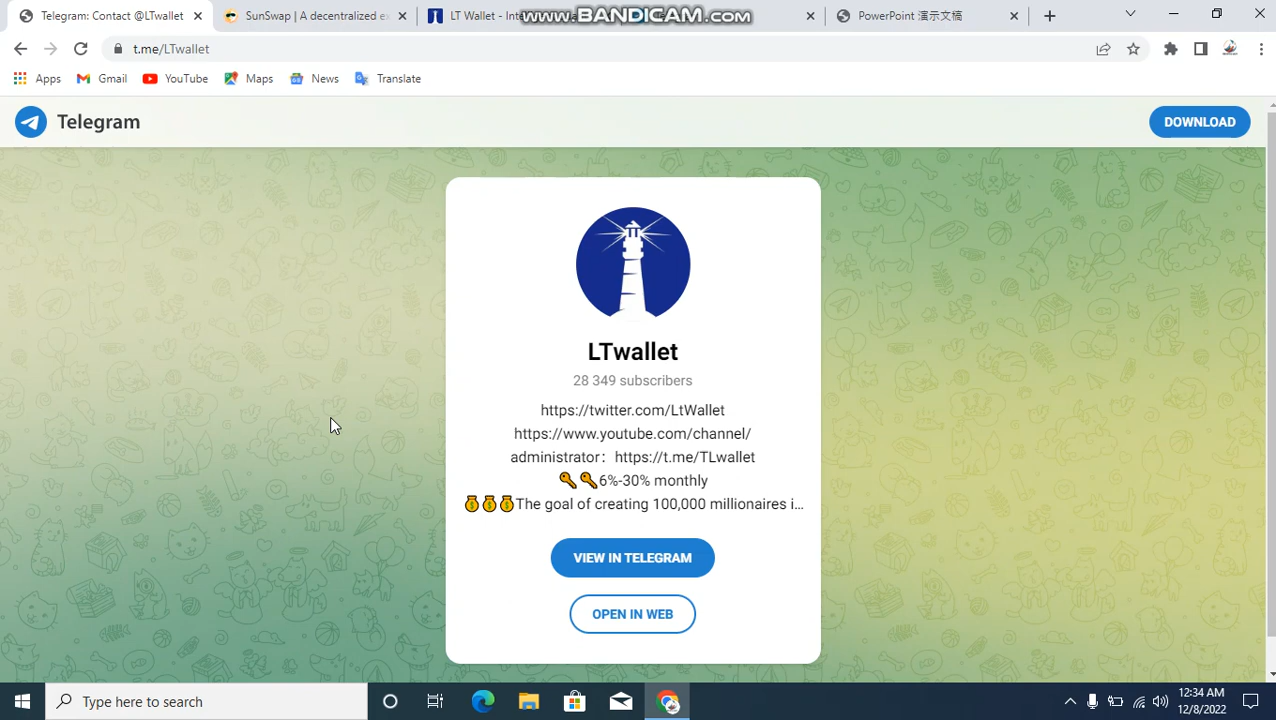 Telegram: Contact @LTwallet
SunSwap | A decentralized ex
LT Wallet - Inte
WWW.BANDICAM.COM
PowerPoint 演示文稿
t.me/LTwallet
Apps
Gmail
YouTube
Maps
News
Translate
Telegram
DOWNLOAD
LTwallet
28 349 subscribers
https://twitter.com/LtWallet
https://www.youtube.com/channel/
administrator：https://t.me/TLwallet
🔑🔑6%-30% monthly
💰💰💰The goal of creating 100,000 millionaires i...
VIEW IN TELEGRAM
OPEN IN WEB
Type here to search
12:34 AM
12/8/2022